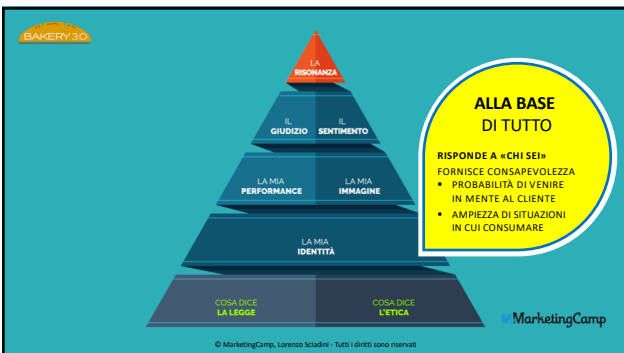 BAKERY 3.0
LA
RISONANZA
IL
GIUDIZIO
IL
SENTIMENTO
LA MIA
PERFORMANCE
LA MIA
IMMAGINE
LA MIA
IDENTITÀ
COSA DICE
LA LEGGE
COSA DICE
L'ETICA
ALLA BASE
DI TUTTO
RISPONDE A «CHI SEI»
FORNISCE CONSAPEVOLEZZA
▪ PROBABILITÀ DI VENIRE
IN MENTE AL CLIENTE
▪ AMPIEZZA DI SITUAZIONI
IN CUI CONSUMARE
MarketingCamp
© MarketingCamp, Lorenzo Sciadini - Tutti i diritti sono riservati